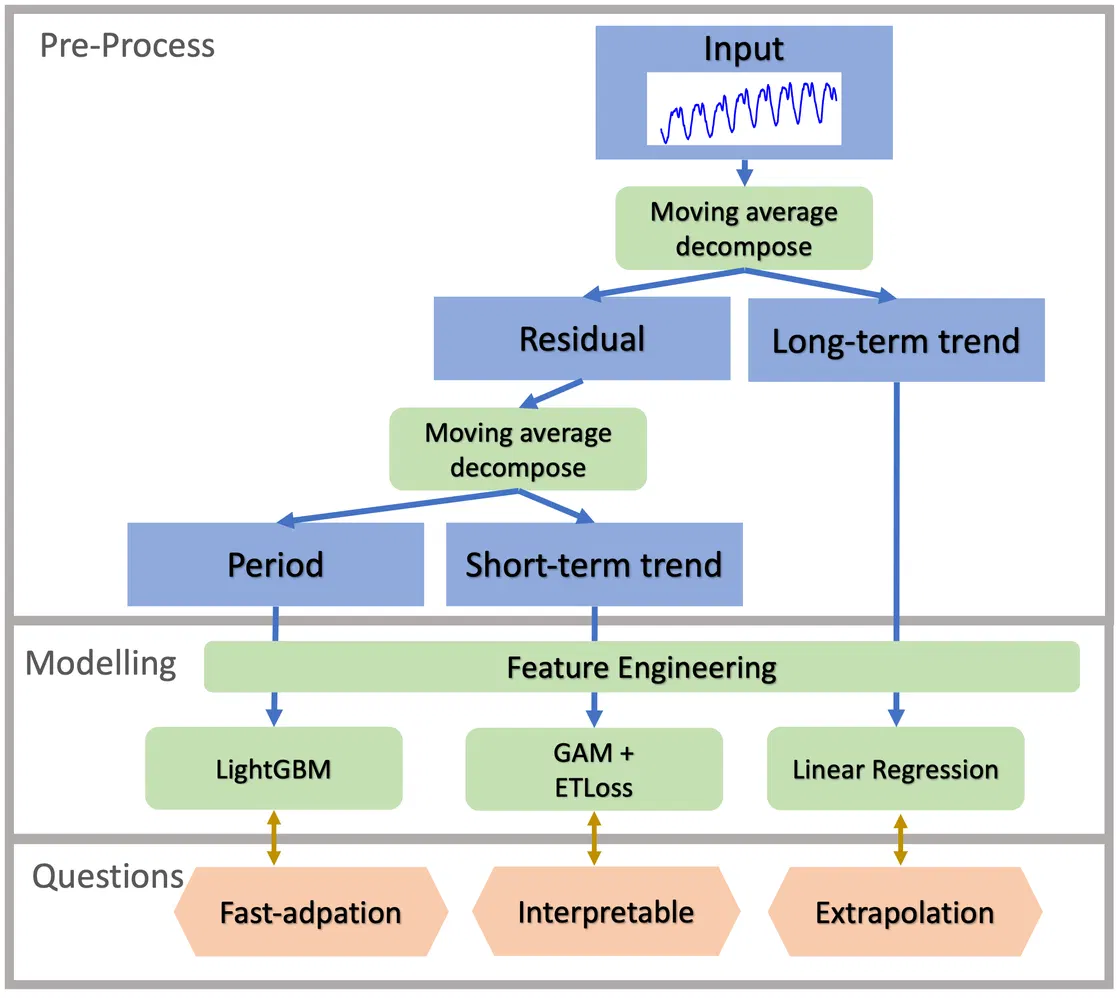 Pre-Process
Input
Moving average
decompose
Residual
Long-term trend
Moving average
decompose
Period
Short-term trend
Modelling
Feature Engineering
LightGBM
GAM +
ETLoss
Linear Regression
Questions
Fast-adpation
Interpretable
Extrapolation